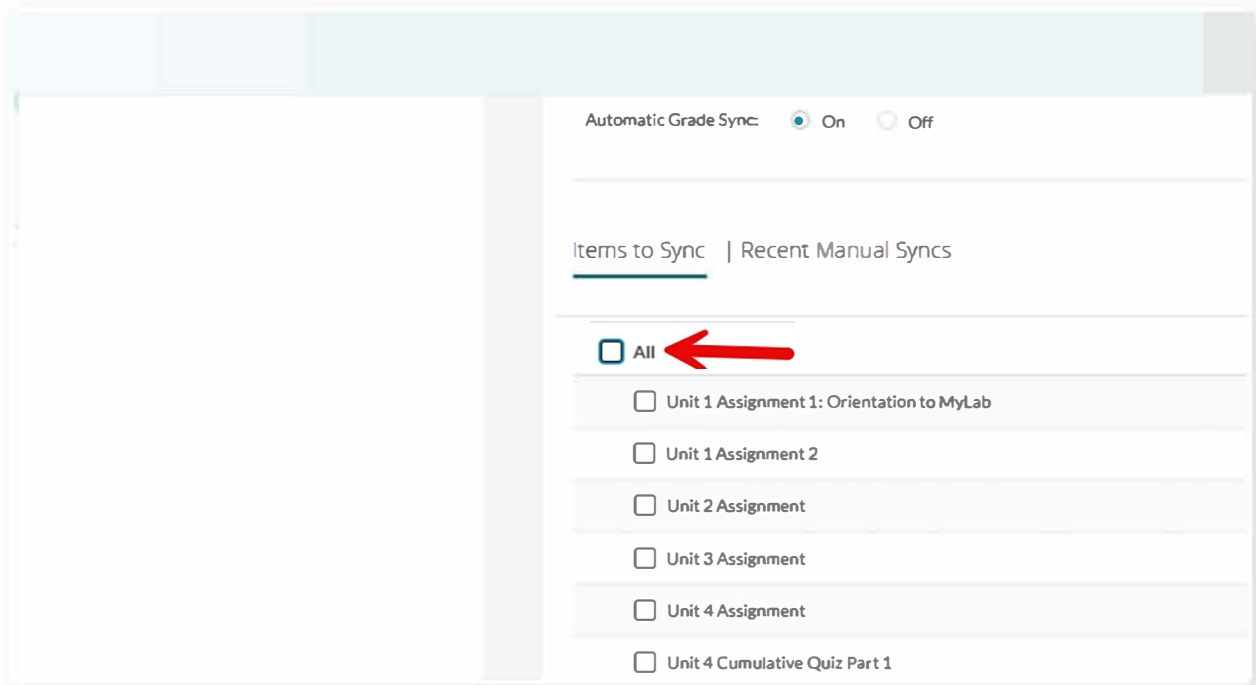 Automatic Grade Sync: On Off
Items to Sync | Recent Manual Syncs
All
Unit 1 Assignment 1: Orientation to MyLab
Unit 1 Assignment 2
Unit 2 Assignment
Unit 3 Assignment
Unit 4 Assignment
Unit 4 Cumulative Quiz Part 1